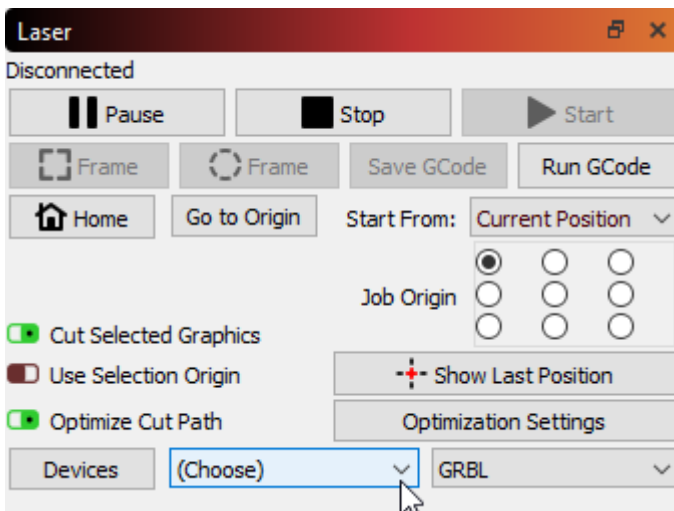 Laser
Disconnected
Pause Stop Start
Frame Frame Save GCode Run GCode
Home Go to Origin Start From: Current Position
Job Origin
Cut Selected Graphics
Use Selection Origin Show Last Position
Optimize Cut Path Optimization Settings
Devices (Choose) GRBL